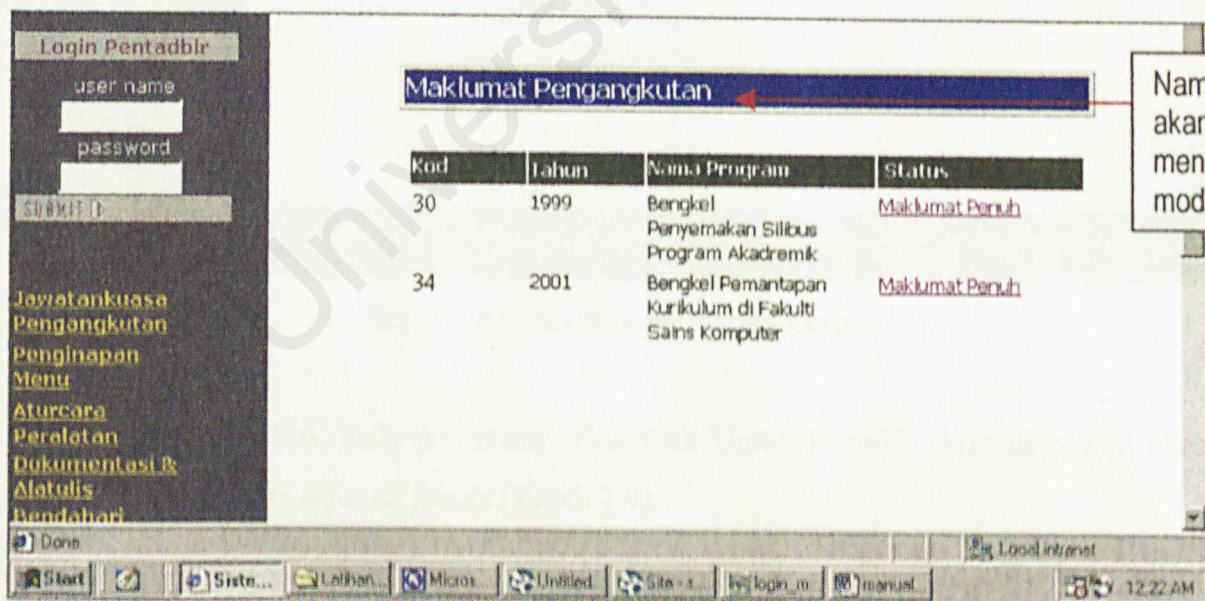 Login Pentadbir
user name
password
SUBMIT
Jawatankuasa
Pengangkutan
Penginapan
Menu
Aturcara
Peralatan
Dokumentasi &
Alatulis
Bendahari
Maklumat Pengangkutan
Kod Tahun Nama Program Status
30 1999 Bengkel Maklumat Penuh
Penyemakan Silibus
Program Akadremik
34 2001 Bengkel Pemantapan Maklumat Penuh
Kurikulum di Fakulti
Sains Komputer
Nam
akan
men
mod
Done Local intranet
Start Siste... Latihan... Micros... Untitled Site - s... login_m... manual... 12:22 AM
Universi